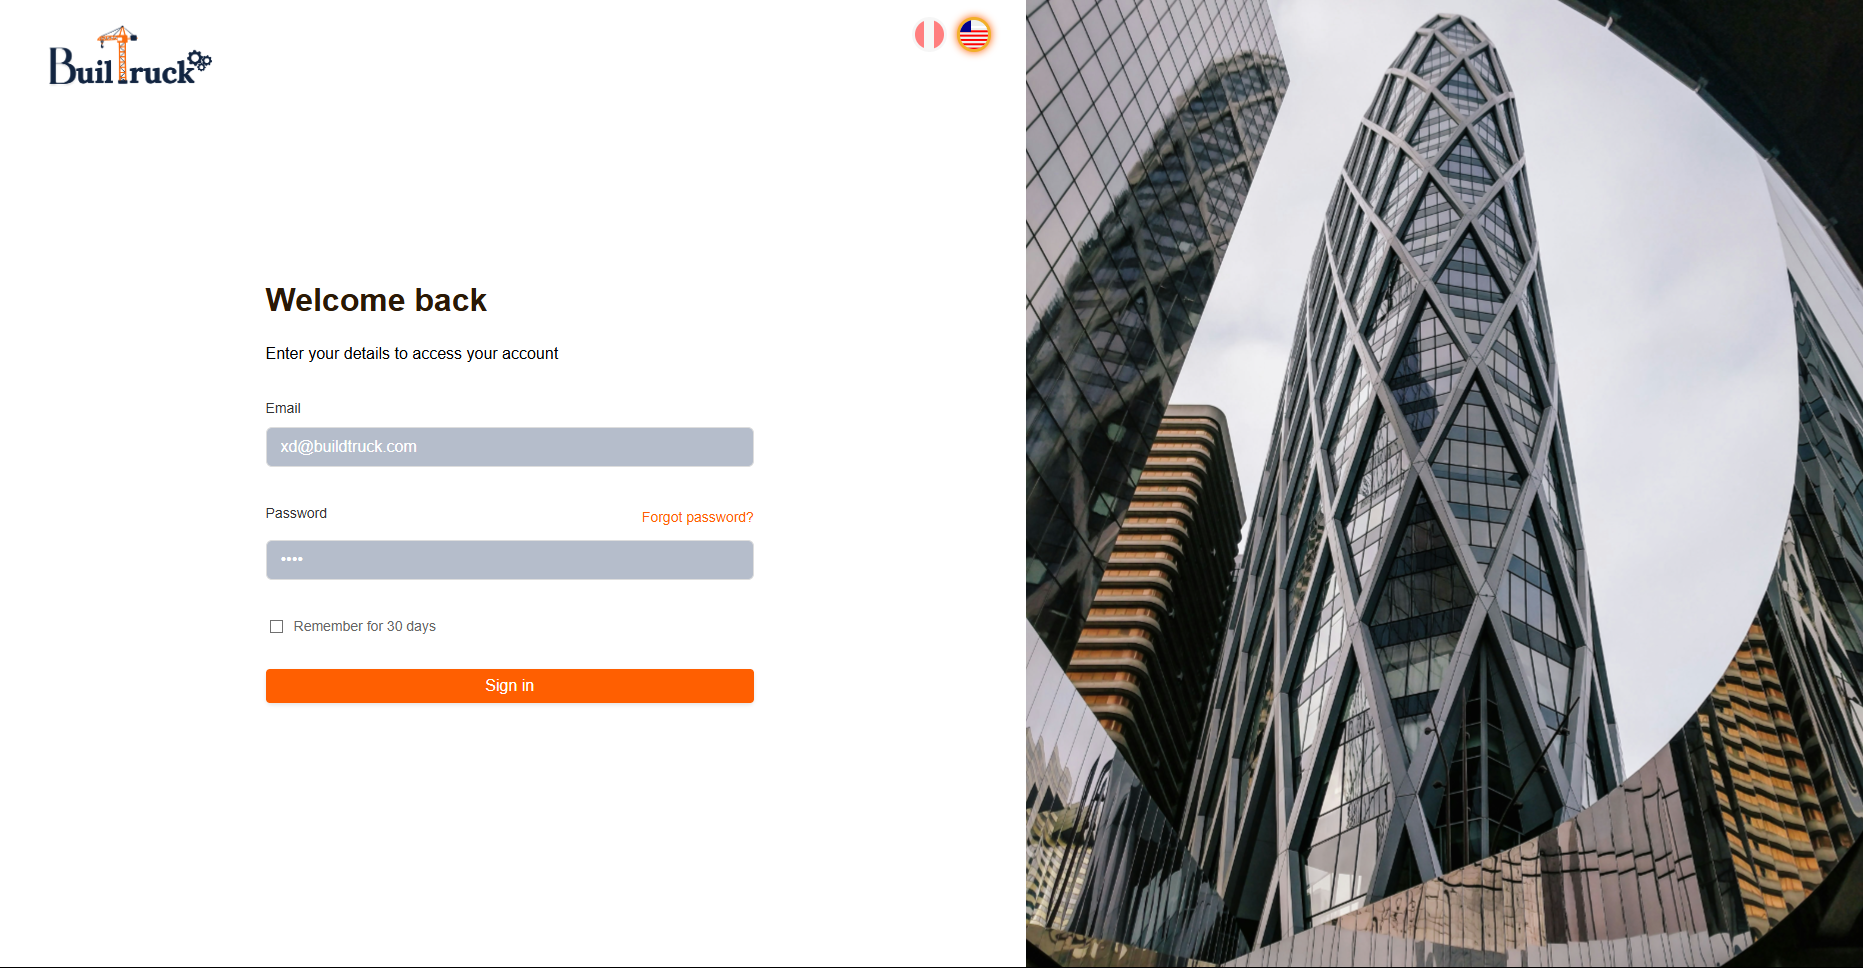 BuilTruck
Welcome back
Enter your details to access your account
Email
xd@buildtruck.com
Password
Forgot password?
••••
Remember for 30 days
Sign in